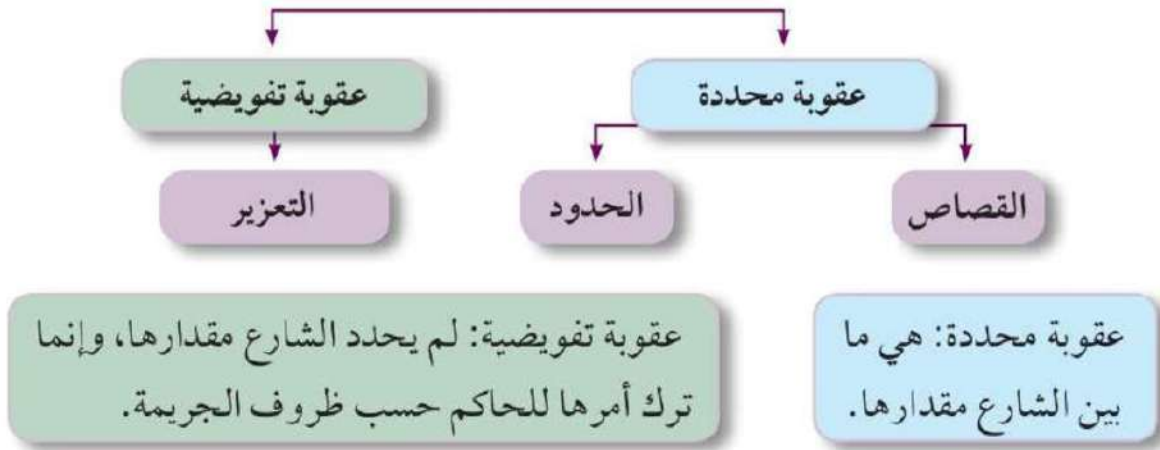 عقوبة محددة
عقوبة تفويضية
القصاص
الحدود
التعزير
عقوبة محددة: هي ما
بين الشارع مقدارها.
عقوبة تفويضية: لم يحدد الشارع مقدارها، وإنما
ترك أمرها للحاكم حسب ظروف الجريمة.